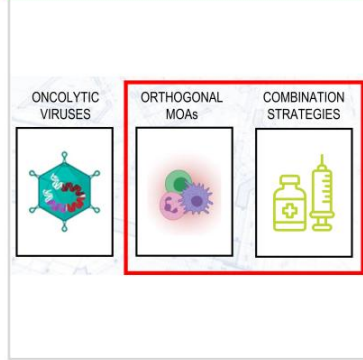 ONCOLYTIC
VIRUSES
ORTHOGONAL
MOAs
COMBINATION
STRATEGIES